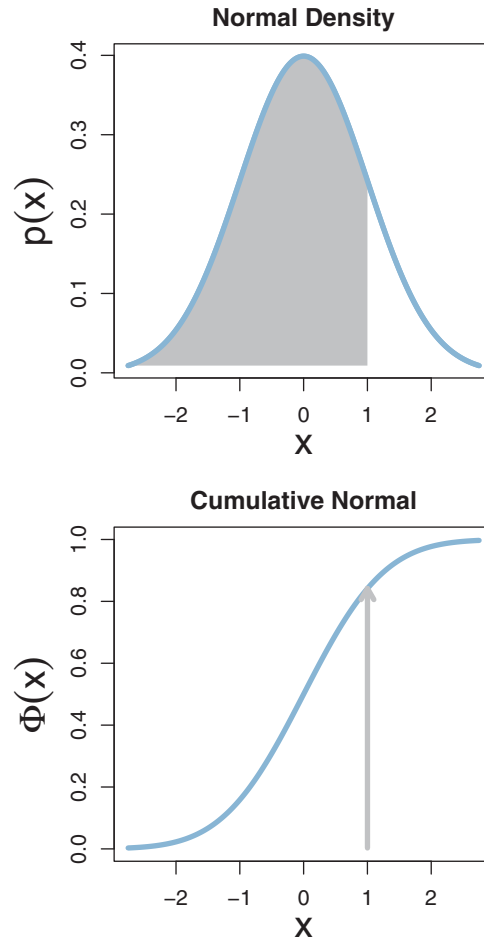 Normal Density
p(x)
0.0 0.1 0.2 0.3 0.4
−2 −1 0 1 2
x
Cumulative Normal
Φ(x)
0.0 0.2 0.4 0.6 0.8 1.0
−2 −1 0 1 2
x